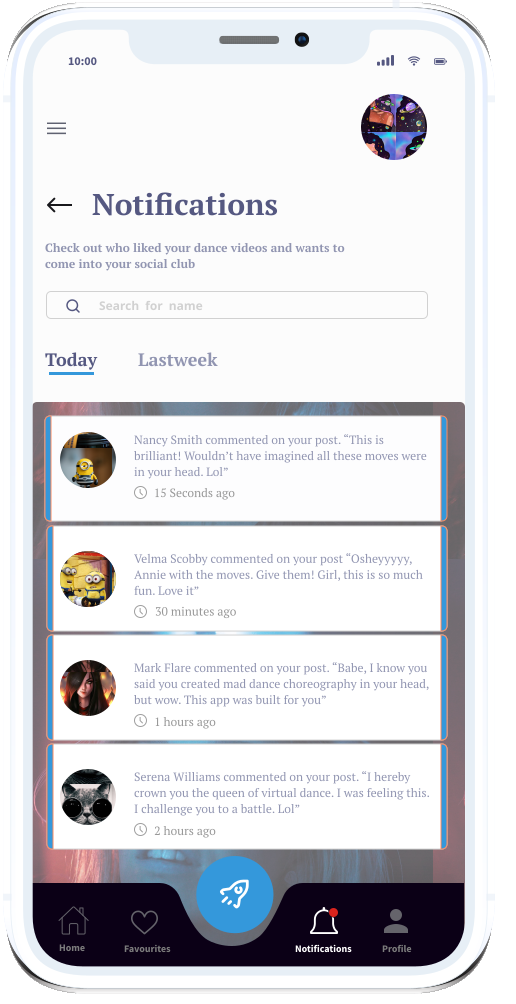 10:00
Notifications
Check out who liked your dance videos and wants to
come into your social club
Search for name
Today Lastweek
Nancy Smith commented on your post. “This is
brilliant! Wouldn’t have imagined all these moves were
in your head. Lol”
15 Seconds ago
Velma Scobby commented on your post “Osheyyyyy,
Annie with the moves. Give them! Girl, this is so much
fun. Love it”
30 minutes ago
Mark Flare commented on your post. “Babe, I know you
said you created mad dance choreography in your head,
but wow. This app was built for you”
1 hours ago
Serena Williams commented on your post. “I hereby
crown you the queen of virtual dance. I was feeling this.
I challenge you to a battle. Lol”
2 hours ago
Home Favourites Notifications Profile